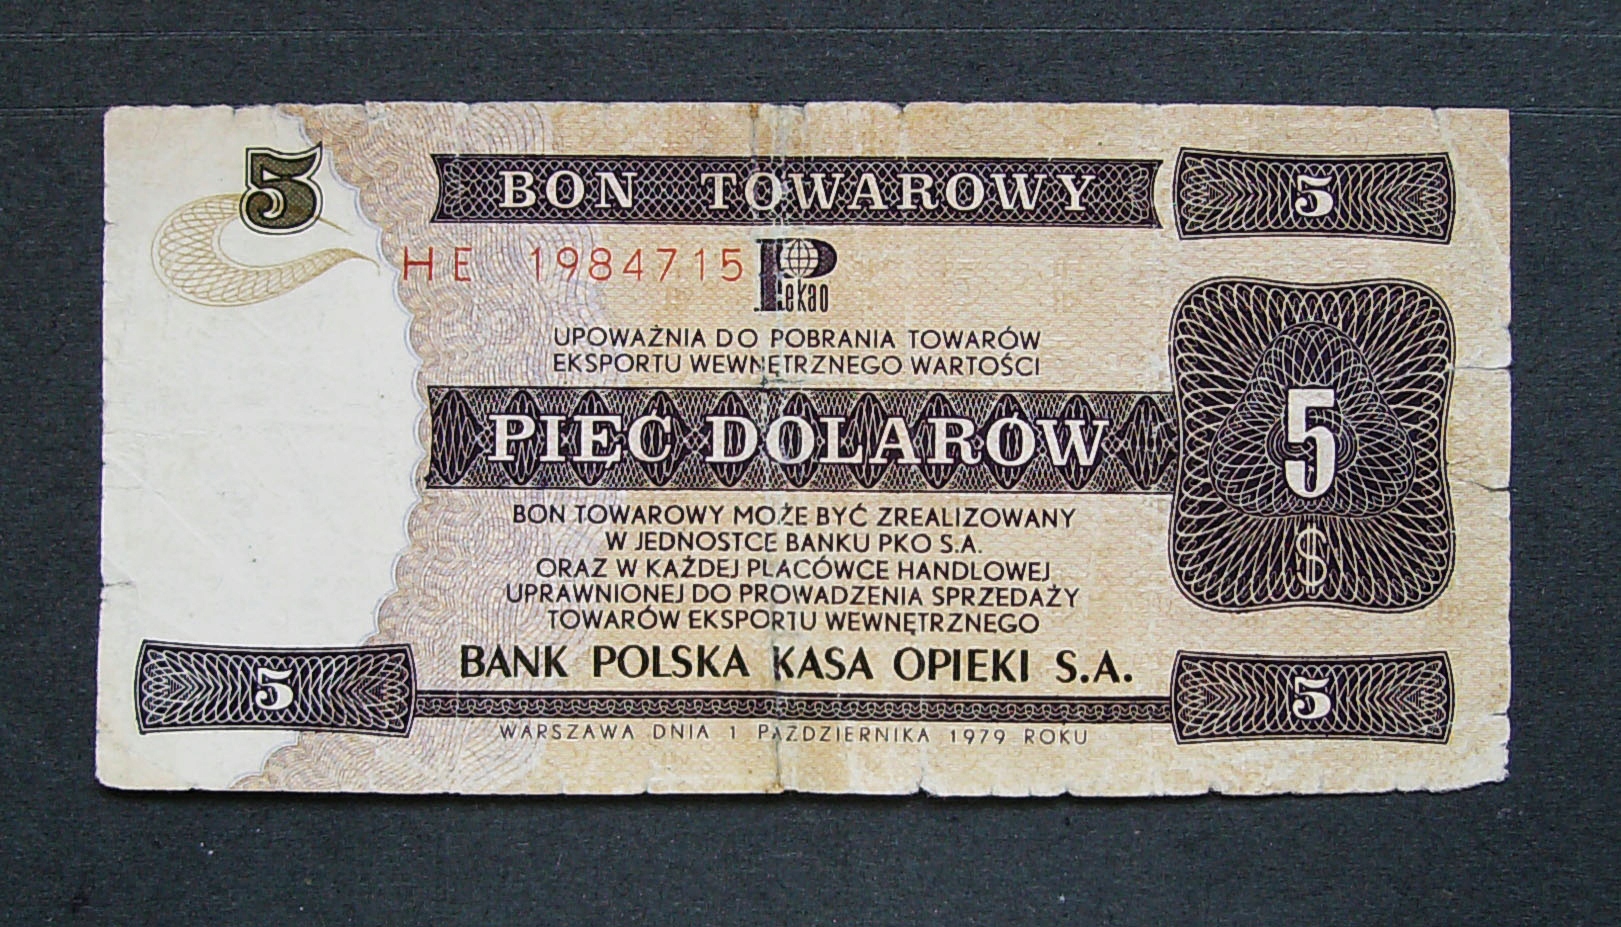 5
BON TOWAROWY
5
HE 1984715
Pekao
UPOWAŻNIA DO POBRANIA TOWARÓW
EKSPORTU WEWNĘTRZNEGO WARTOŚCI
PIĘĆ DOLARÓW
5
$
BON TOWAROWY MOŻE BYĆ ZREALIZOWANY
W JEDNOSTCE BANKU PKO S.A.
ORAZ W KAŻDEJ PLACÓWCE HANDLOWEJ
UPRAWNIONEJ DO PROWADZENIA SPRZEDAŻY
TOWARÓW EKSPORTU WEWNĘTRZNEGO
BANK POLSKA KASA OPIEKI S.A.
5
5
WARSZAWA DNIA 1 PAŹDZIERNIKA 1979 ROKU